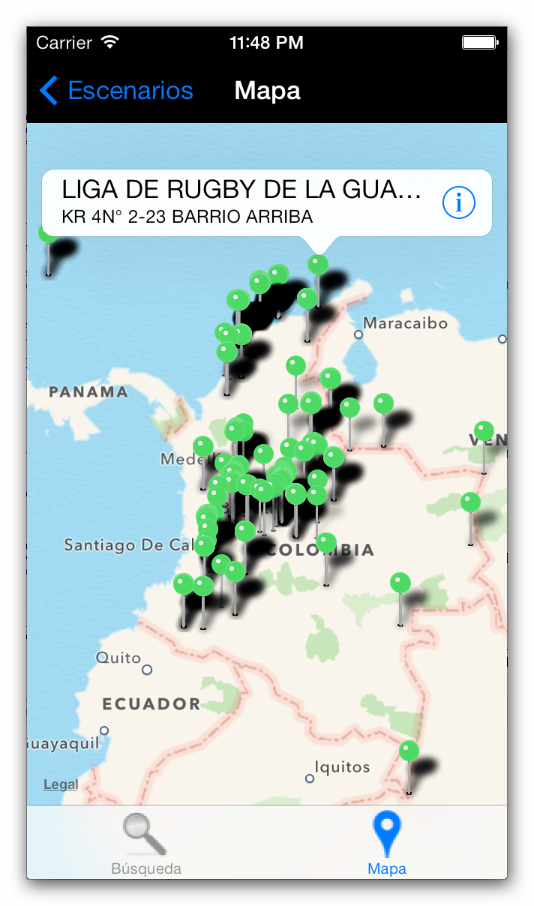 Carrier 11:48 PM
Escenarios Mapa
LIGA DE RUGBY DE LA GUA...
KR 4N° 2-23 BARRIO ARRIBA
Maracaibo
PANAMA
VEN
Mede
Santiago De Cal
COLOMBIA
Quito
ECUADOR
uayaquil
Iquitos
Legal
Búsqueda Mapa